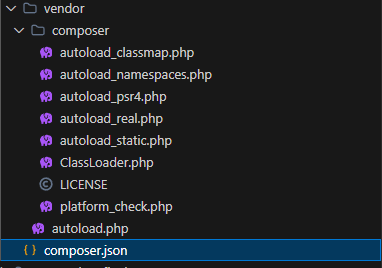 vendor
composer
autoload_classmap.php
autoload_namespaces.php
autoload_psr4.php
autoload_real.php
autoload_static.php
ClassLoader.php
LICENSE
platform_check.php
autoload.php
{ } composer.json